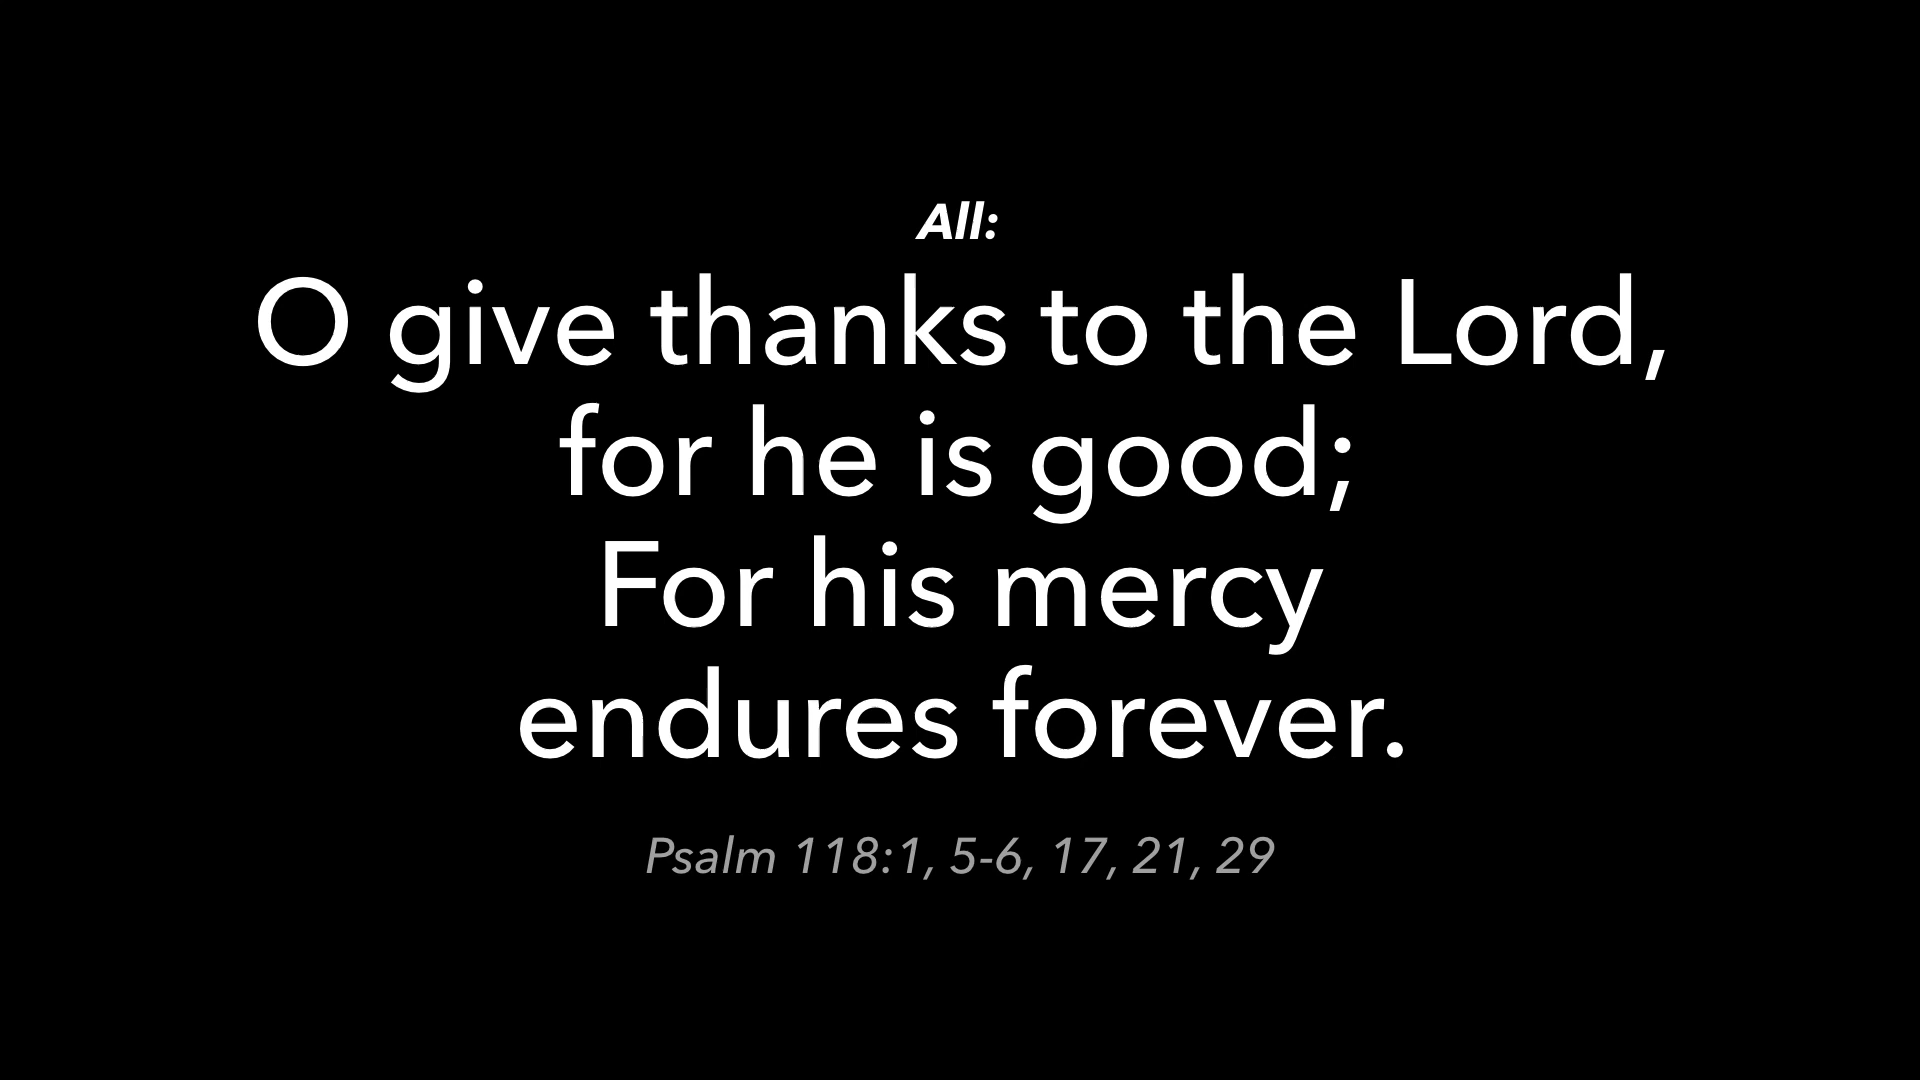 All:
O give thanks to the Lord,
for he is good;
For his mercy
endures forever.
Psalm 118:1, 5-6, 17, 21, 29